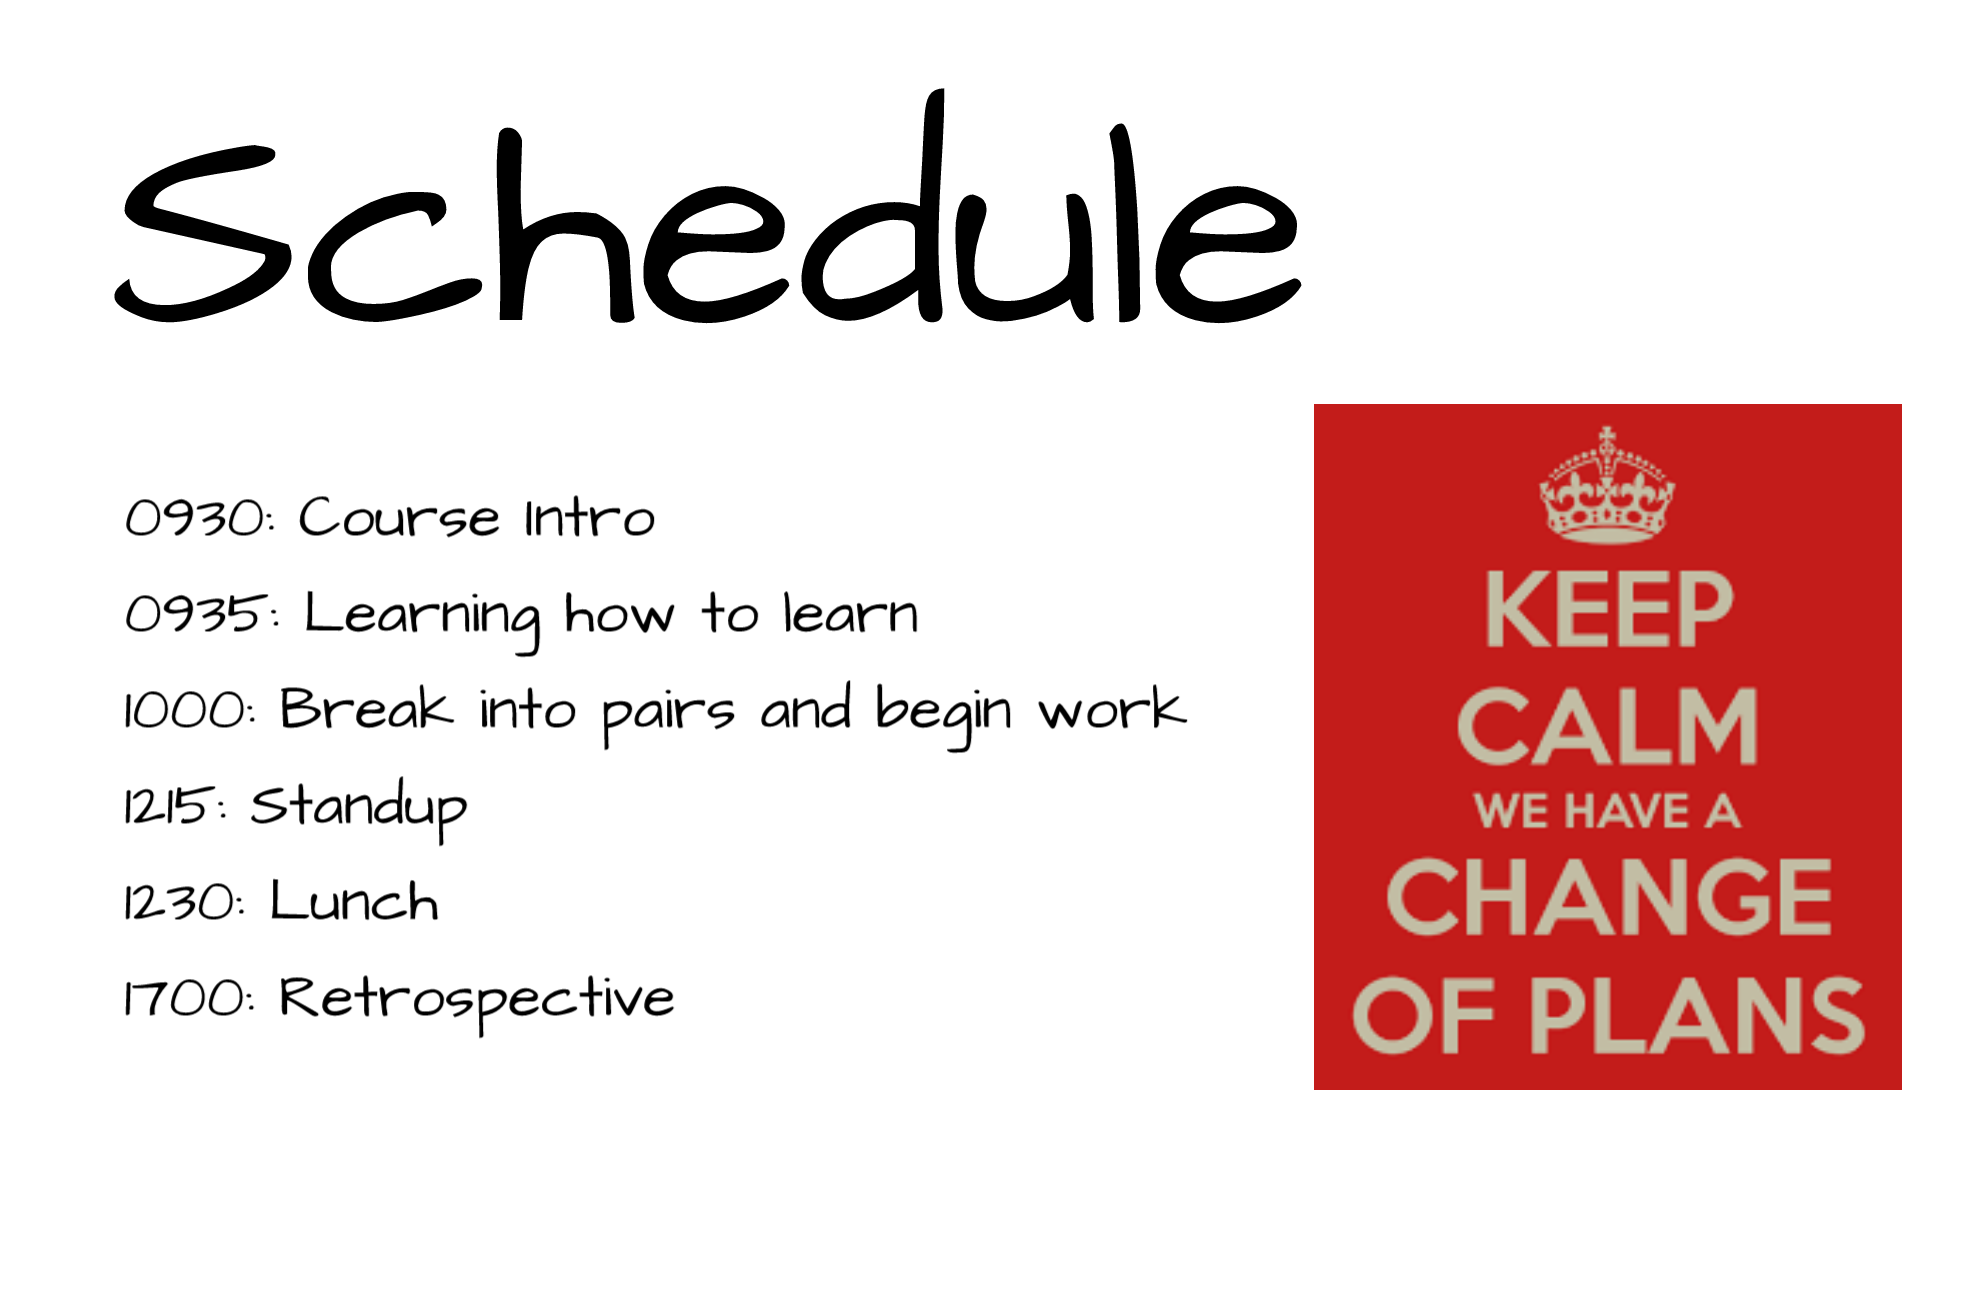 Schedule
0930: Course Intro
0935: Learning how to learn
1000: Break into pairs and begin work
1215: Standup
1230: Lunch
1700: Retrospective
KEEP
CALM
WE HAVE A
CHANGE
OF PLANS